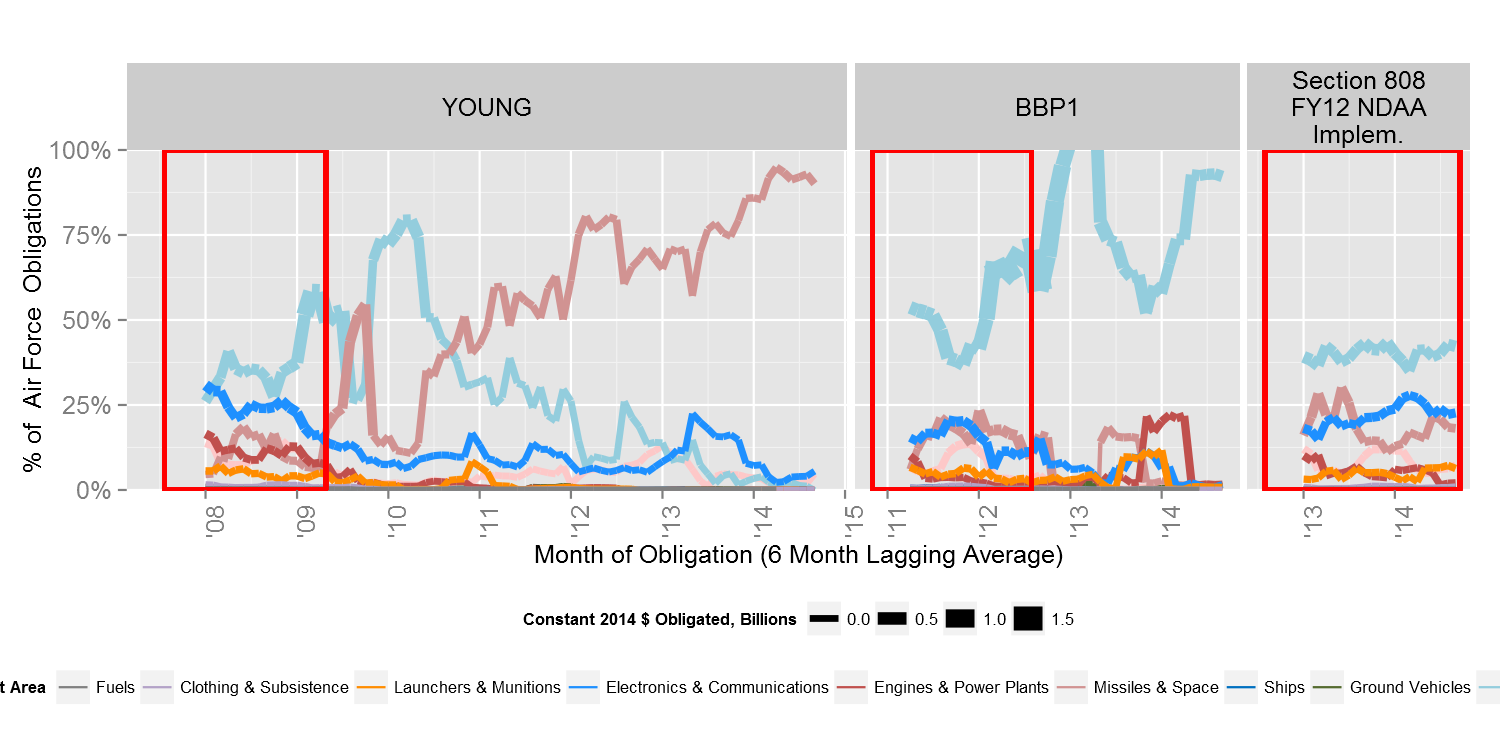 YOUNG
BBP1
Section 808
FY12 NDAA
Implem.
% of Air Force Obligations
100%
75%
50%
25%
0%
'08 '09 '10 '11 '12 '13 '14 '15
'11 '12 '13 '14
'13 '14
Month of Obligation (6 Month Lagging Average)
Constant 2014 $ Obligated, Billions 0.0 0.5 1.0 1.5
t Area Fuels Clothing & Subsistence Launchers & Munitions Electronics & Communications Engines & Power Plants Missiles & Space Ships Ground Vehicles